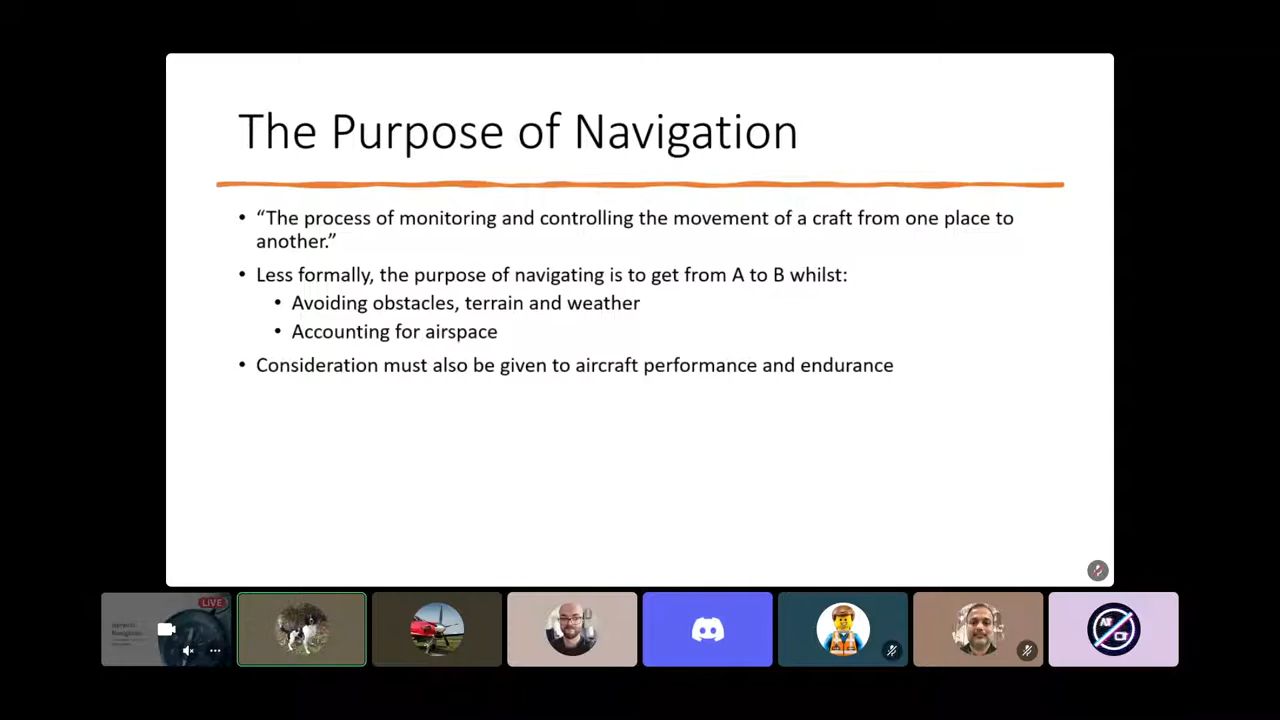 The Purpose of Navigation
• “The process of monitoring and controlling the movement of a craft from one place to
another.”
• Less formally, the purpose of navigating is to get from A to B whilst:
• Avoiding obstacles, terrain and weather
• Accounting for airspace
• Consideration must also be given to aircraft performance and endurance
LIVE